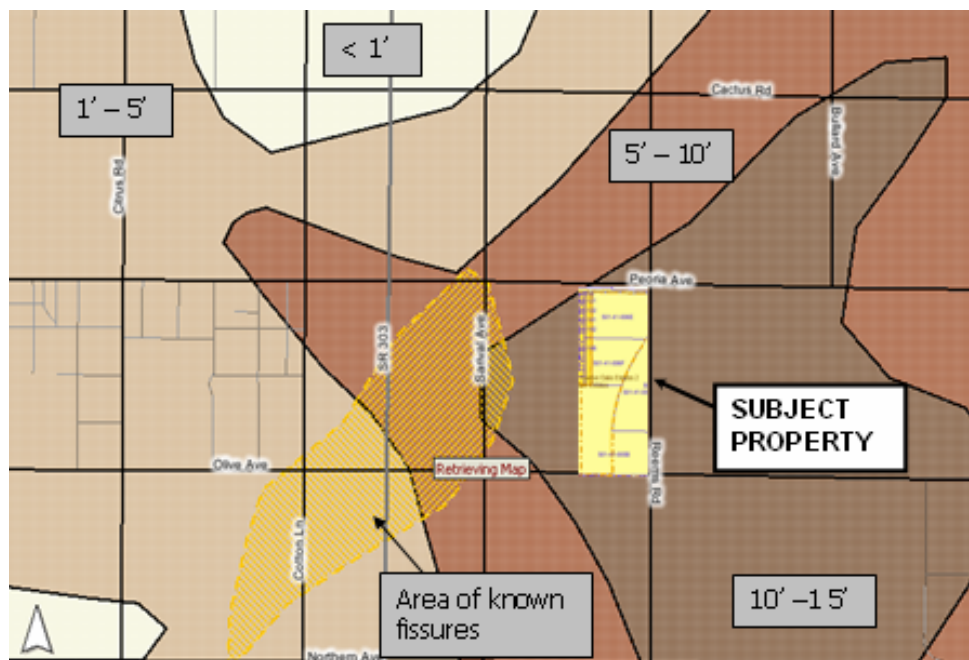 < 1'
1' – 5'
Cactus Rd
Bullard Ave
5' – 10'
Citrus Rd
Peoria Ave
SR 303
Sarival Ave
SUBJECT
PROPERTY
Olive Ave
Retrieving Map
Reems Rd
Cotton Ln
Area of known
fissures
10' –1 5'
Northern Av